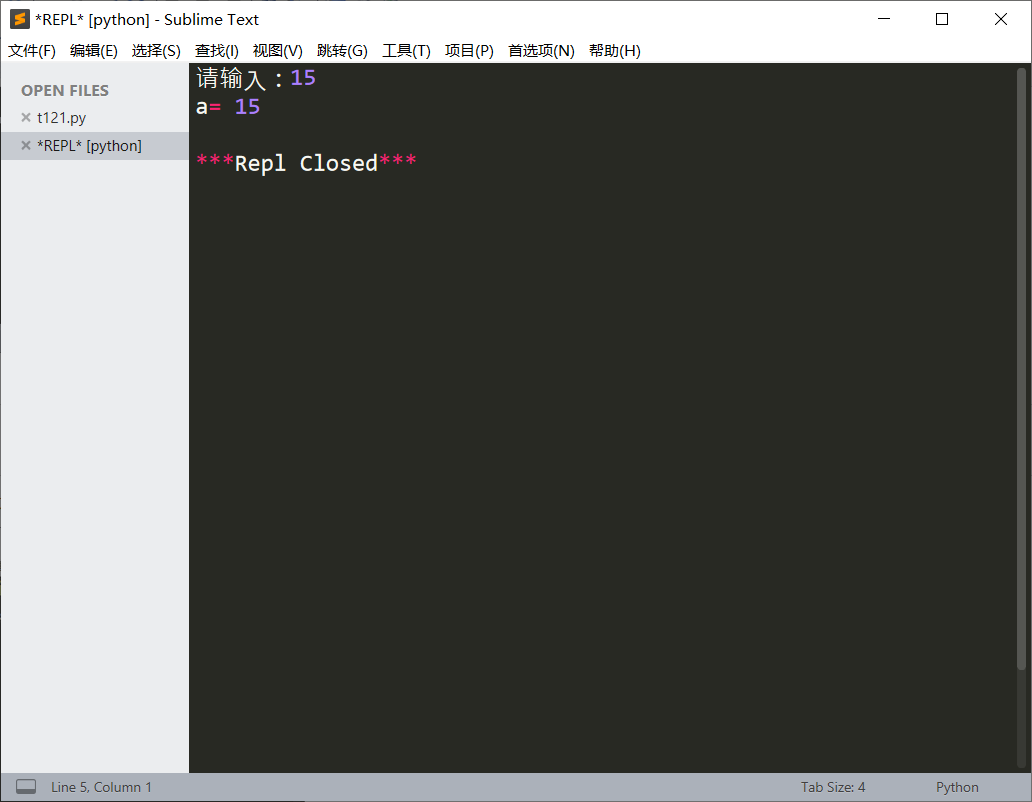 *REPL* [python] - Sublime Text
文件(F) 编辑(E) 选择(S) 查找(I) 视图(V) 跳转(G) 工具(T) 项目(P) 首选项(N) 帮助(H)
OPEN FILES
t121.py
*REPL* [python]
请输入：15
a= 15
***Repl Closed***
Line 5, Column 1
Tab Size: 4
Python